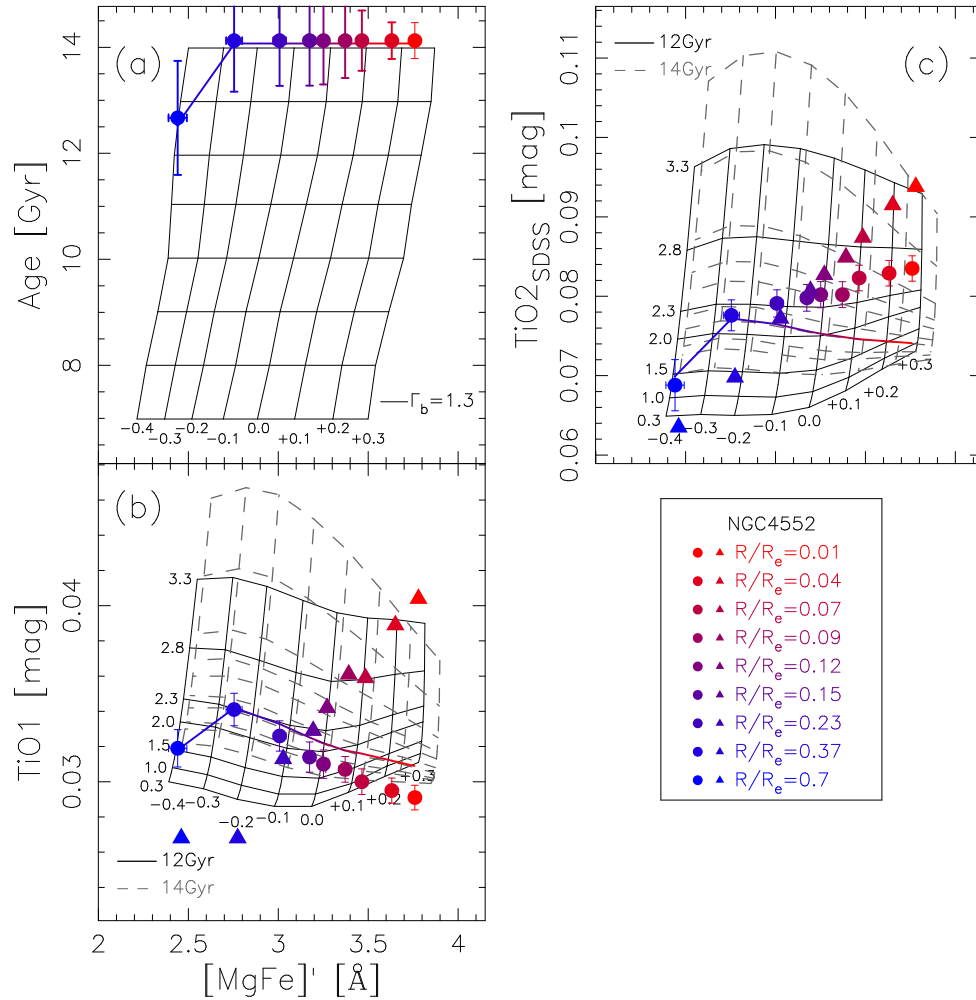 (a)
14
12
10
8
Age [Gyr]
Γb=1.3
−0.4
−0.3
−0.2
−0.1
0.0
+0.1
+0.2
+0.3
(c)
12Gyr
14Gyr
0.11
0.1
0.09
0.08
0.07
0.06
TiO2SDSS [mag]
3.3
2.8
2.3
2.0
1.5
1.0
0.3
−0.4
−0.3
−0.2
−0.1
0.0
+0.1
+0.2
+0.3
(b)
0.04
0.03
TiO1 [mag]
3.3
2.8
2.3
2.0
1.5
1.0
0.3
−0.4
−0.3
−0.2
−0.1
0.0
+0.1
+0.2
+0.3
12Gyr
14Gyr
2
2.5
3
3.5
4
[MgFe]' [Å]
NGC4552
R/Re=0.01
R/Re=0.04
R/Re=0.07
R/Re=0.09
R/Re=0.12
R/Re=0.15
R/Re=0.23
R/Re=0.37
R/Re=0.7